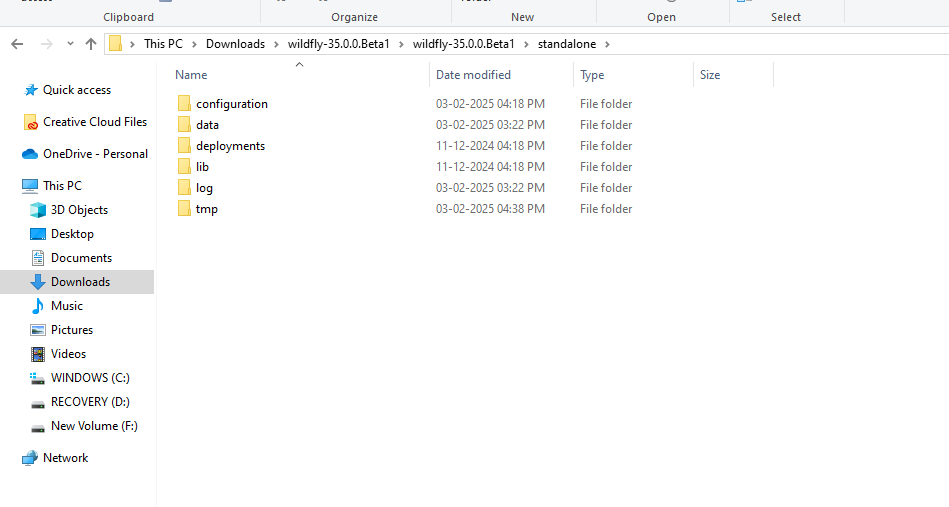 Clipboard Organize New Open Select
This PC Downloads wildfly-35.0.0.Beta1 wildfly-35.0.0.Beta1 standalone
Name Date modified Type Size
configuration 03-02-2025 04:18 PM File folder
data 03-02-2025 03:22 PM File folder
deployments 11-12-2024 04:18 PM File folder
lib 11-12-2024 04:18 PM File folder
log 03-02-2025 03:22 PM File folder
tmp 03-02-2025 04:38 PM File folder
Quick access
Creative Cloud Files
OneDrive - Personal
This PC
3D Objects
Desktop
Documents
Downloads
Music
Pictures
Videos
WINDOWS (C:)
RECOVERY (D:)
New Volume (F:)
Network